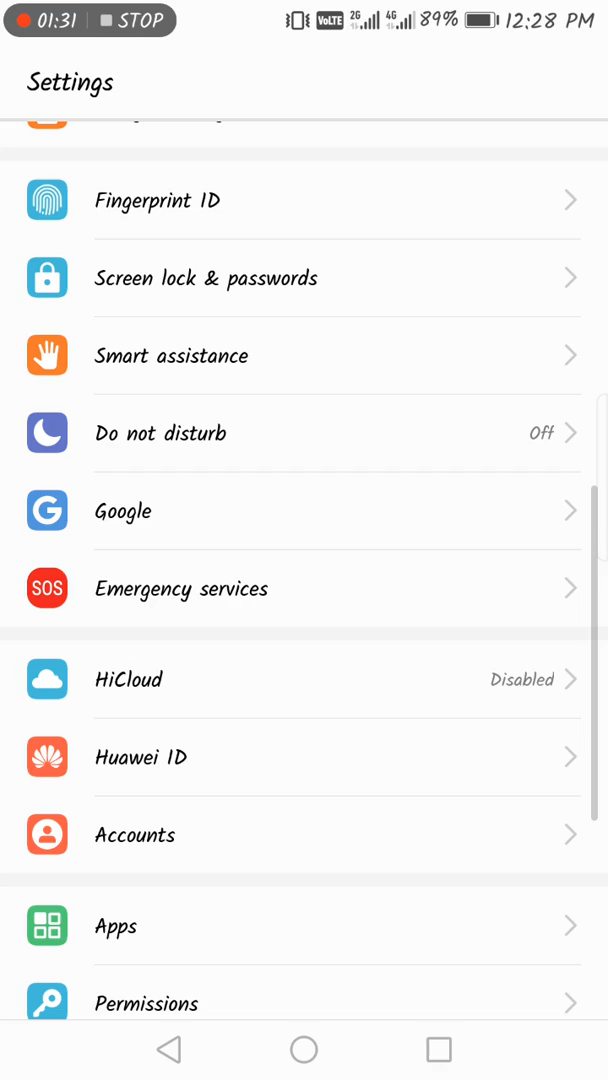 01:31 STOP VoLTE 2G 4G 89% 12:28 PM
Settings
Fingerprint ID
Screen lock & passwords
Smart assistance
Do not disturb Off
Google
SOS Emergency services
HiCloud Disabled
Huawei ID
Accounts
Apps
Permissions